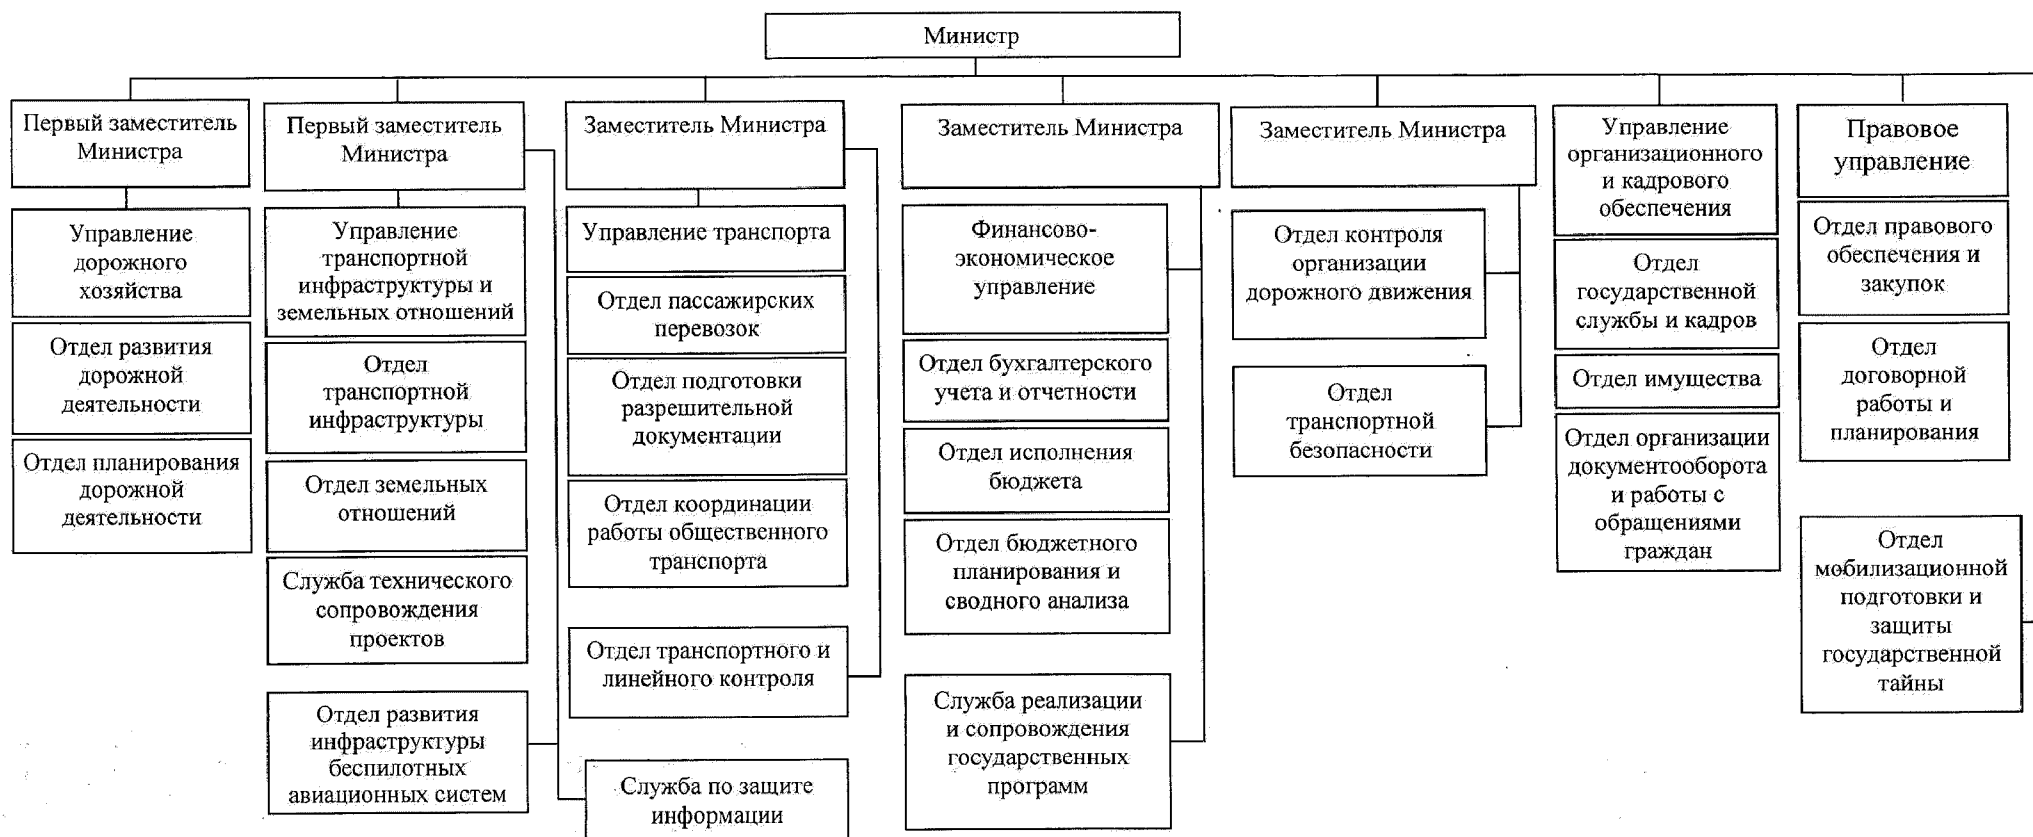 Министр
Первый заместитель
Министра
Управление
дорожного
хозяйства
Отдел развития
дорожной
деятельности
Отдел планирования
дорожной
деятельности
Первый заместитель
Министра
Управление
транспортной
инфраструктуры и
земельных отношений
Отдел
транспортной
инфраструктуры
Отдел земельных
отношений
Служба технического
сопровождения
проектов
Отдел развития
инфраструктуры
беспилотных
авиационных систем
Заместитель Министра
Управление транспорта
Отдел пассажирских
перевозок
Отдел подготовки
разрешительной
документации
Отдел координации
работы общественного
транспорта
Отдел транспортного и
линейного контроля
Служба по защите
информации
Заместитель Министра
Финансово-
экономическое
управление
Отдел бухгалтерского
учета и отчетности
Отдел исполнения
бюджета
Отдел бюджетного
планирования и
сводного анализа
Служба реализации
и сопровождения
государственных
программ
Заместитель Министра
Отдел контроля
организации
дорожного движения
Отдел
транспортной
безопасности
Управление
организационного
и кадрового
обеспечения
Отдел
государственной
службы и кадров
Отдел имущества
Отдел организации
документооборота
и работы с
обращениями
граждан
Правовое
управление
Отдел правового
обеспечения и
закупок
Отдел
договорной
работы и
планирования
Отдел
мобилизационной
подготовки и
защиты
государственной
тайны